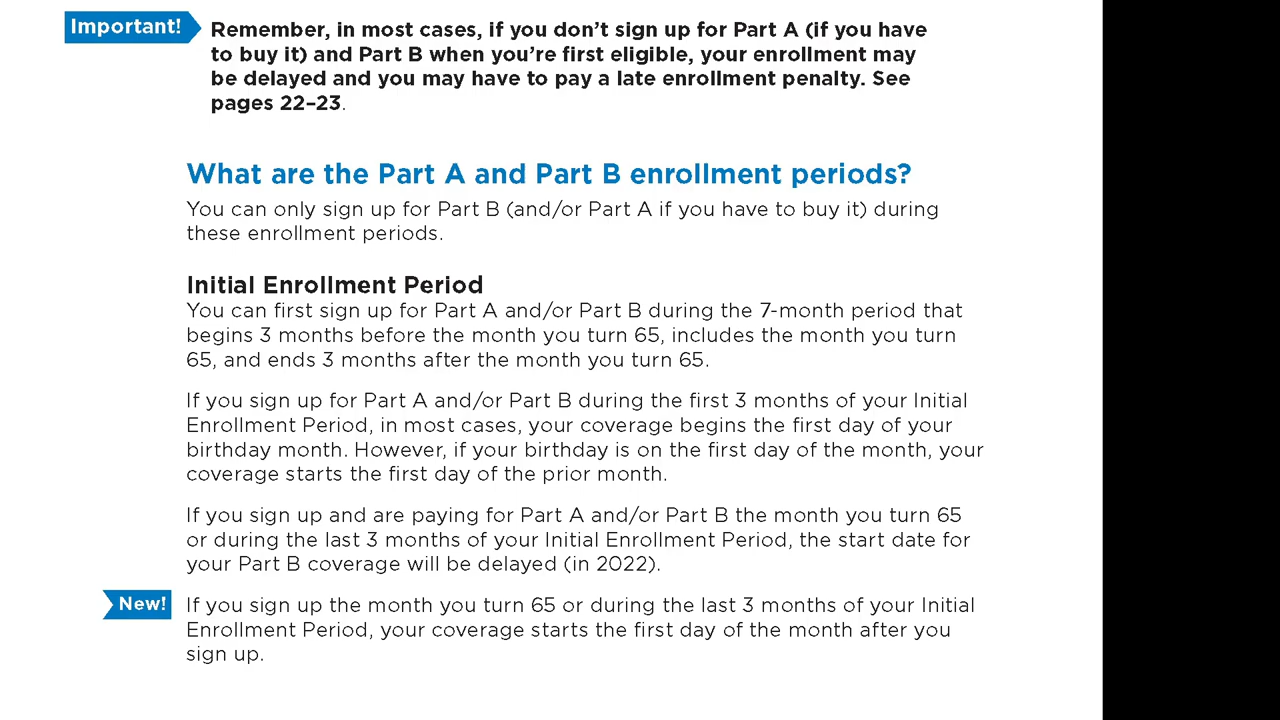 Important!
Remember, in most cases, if you don’t sign up for Part A (if you have
to buy it) and Part B when you’re first eligible, your enrollment may
be delayed and you may have to pay a late enrollment penalty. See
pages 22–23.
What are the Part A and Part B enrollment periods?
You can only sign up for Part B (and/or Part A if you have to buy it) during
these enrollment periods.
Initial Enrollment Period
You can first sign up for Part A and/or Part B during the 7-month period that
begins 3 months before the month you turn 65, includes the month you turn
65, and ends 3 months after the month you turn 65.
If you sign up for Part A and/or Part B during the first 3 months of your Initial
Enrollment Period, in most cases, your coverage begins the first day of your
birthday month. However, if your birthday is on the first day of the month, your
coverage starts the first day of the prior month.
If you sign up and are paying for Part A and/or Part B the month you turn 65
or during the last 3 months of your Initial Enrollment Period, the start date for
your Part B coverage will be delayed (in 2022).
New!
If you sign up the month you turn 65 or during the last 3 months of your Initial
Enrollment Period, your coverage starts the first day of the month after you
sign up.